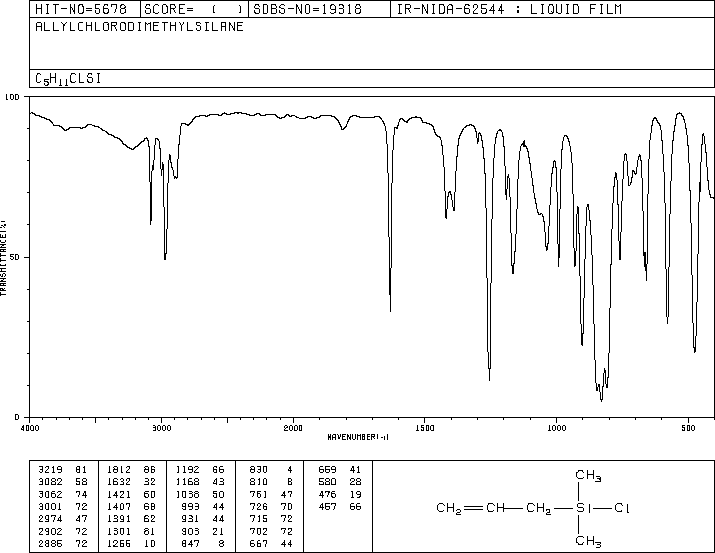 HIT-NO=5678 SCORE= ( ) SDBS-NO=19318 IR-NIDA-62544 : LIQUID FILM
ALLYLCHLORODIMETHYLSILANE
C5H11CLSI
100
50
0
TRANSMITTANCE(%)
4000 3000 2000 1500 1000 500
WAVENUMBER(-1)
3219 81 1812 86 1192 66 830 4 669 41
3082 58 1632 32 1168 43 810 8 580 28
3062 74 1421 60 1038 50 761 47 476 19
3001 72 1407 68 993 44 726 70 457 66
2974 47 1391 62 931 44 715 72
2902 72 1301 81 903 21 702 72
2886 72 1256 10 847 8 667 44
CH3
CH2 CH CH2 Si Cl
CH3